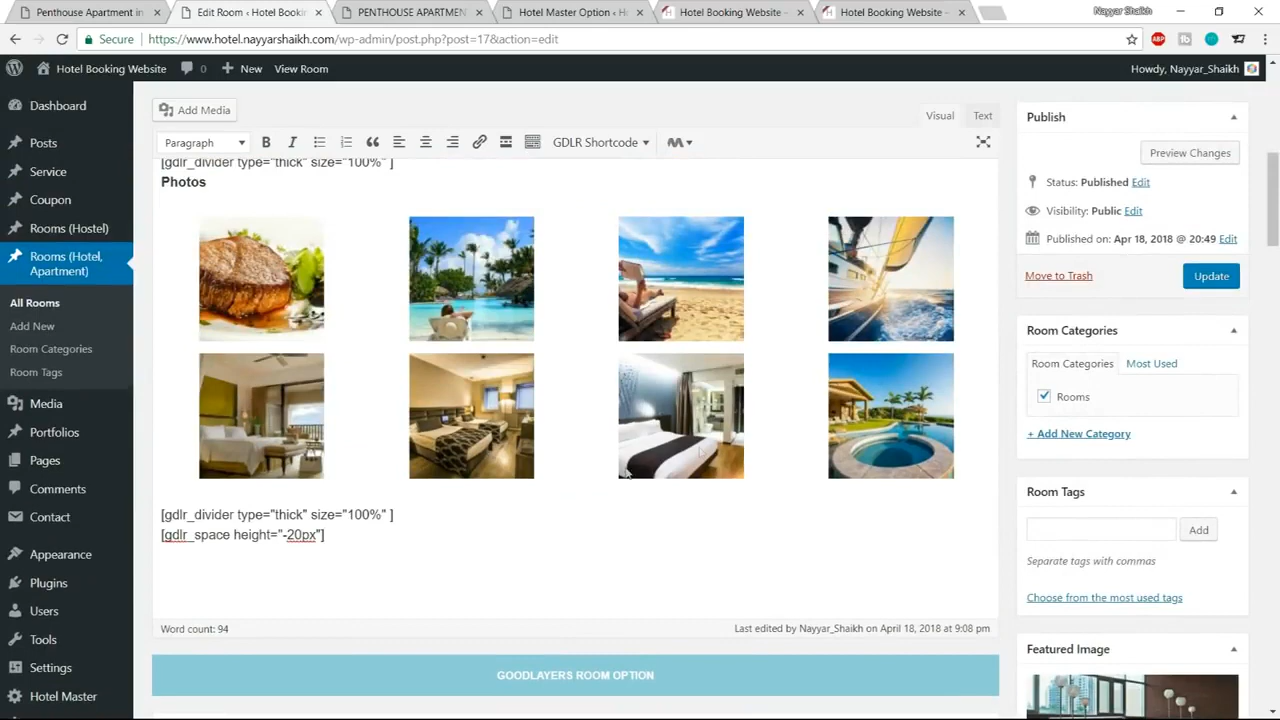 Penthouse Apartment in
Edit Room ‹ Hotel Bookin
PENTHOUSE APARTMEN
Hotel Master Option ‹ H
Hotel Booking Website –
Hotel Booking Website –
Nayyar Shaikh
Secure
https://www.hotel.nayyarshaikh.com/wp-admin/post.php?post=17&action=edit
Hotel Booking Website
0
New
View Room
Howdy, Nayyar_Shaikh
Dashboard
Posts
Service
Coupon
Rooms (Hostel)
Rooms (Hotel,
Apartment)
All Rooms
Add New
Room Categories
Room Tags
Media
Portfolios
Pages
Comments
Contact
Appearance
Plugins
Users
Tools
Settings
Hotel Master
Add Media
Visual
Text
Paragraph
B
I
GDLR Shortcode
[gdlr_divider type="thick" size="100%" ]
Photos
[gdlr_divider type="thick" size="100%" ]
[gdlr_space height="-20px"]
Word count: 94
Last edited by Nayyar_Shaikh on April 18, 2018 at 9:08 pm
GOODLAYERS ROOM OPTION
Publish
Preview Changes
Status: Published Edit
Visibility: Public Edit
Published on: Apr 18, 2018 @ 20:49 Edit
Move to Trash
Update
Room Categories
Room Categories
Most Used
Rooms
+ Add New Category
Room Tags
Add
Separate tags with commas
Choose from the most used tags
Featured Image